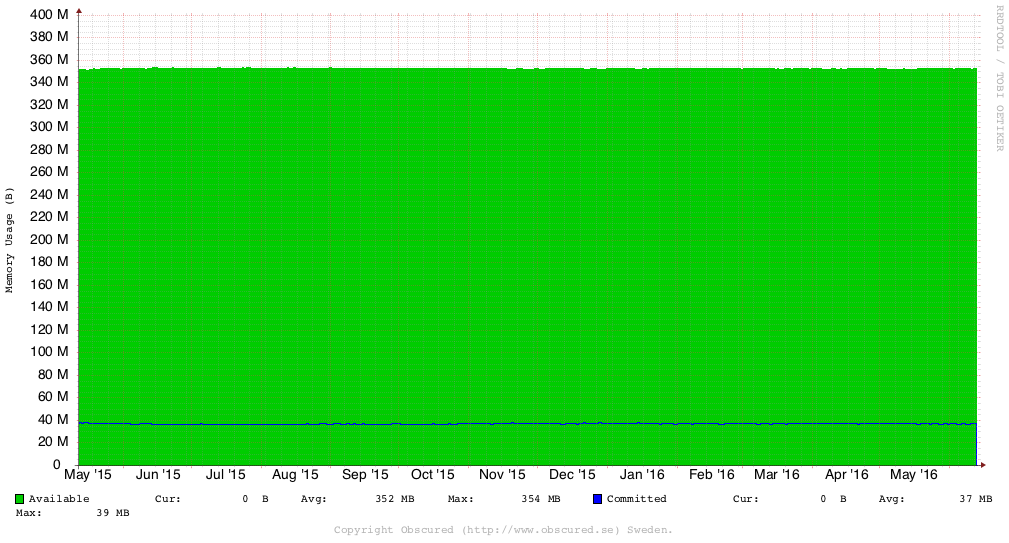 RRDTOOL / TOBI OETIKER
Memory Usage (B)
400 M
380 M
360 M
340 M
320 M
300 M
280 M
260 M
240 M
220 M
200 M
180 M
160 M
140 M
120 M
100 M
80 M
60 M
40 M
20 M
0
May '15 Jun '15 Jul '15 Aug '15 Sep '15 Oct '15 Nov '15 Dec '15 Jan '16 Feb '16 Mar '16 Apr '16 May '16
Available Cur: 0 B Avg: 352 MB Max: 354 MB Committed Cur: 0 B Avg: 37 MB
Max: 39 MB
Copyright Obscured (http://www.obscured.se) Sweden.